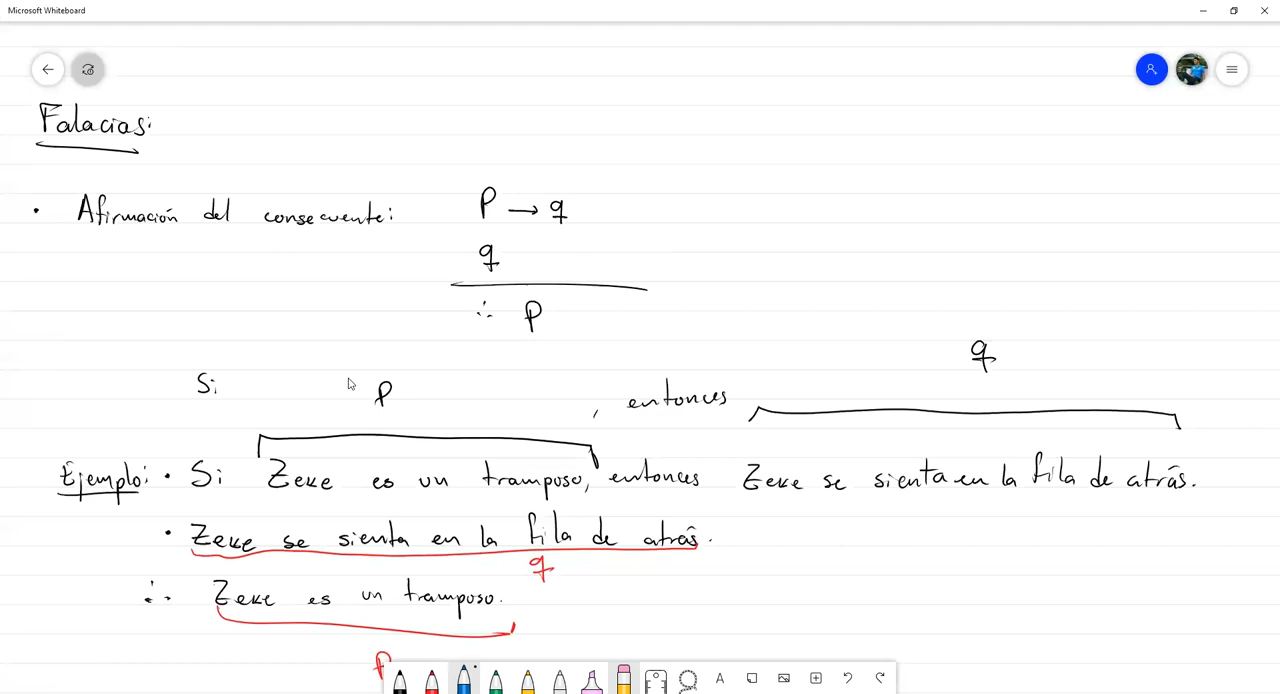 Microsoft Whiteboard
Falacias:
• Afirmación del consecuente: P → q
q
∴ P
q
Si P , entonces
Ejemplo: • Si Zeke es un tramposo, entonces Zeke se sienta en la fila de atrás.
• Zeke se sienta en la fila de atrás.
q
∴ Zeke es un tramposo.
P
A